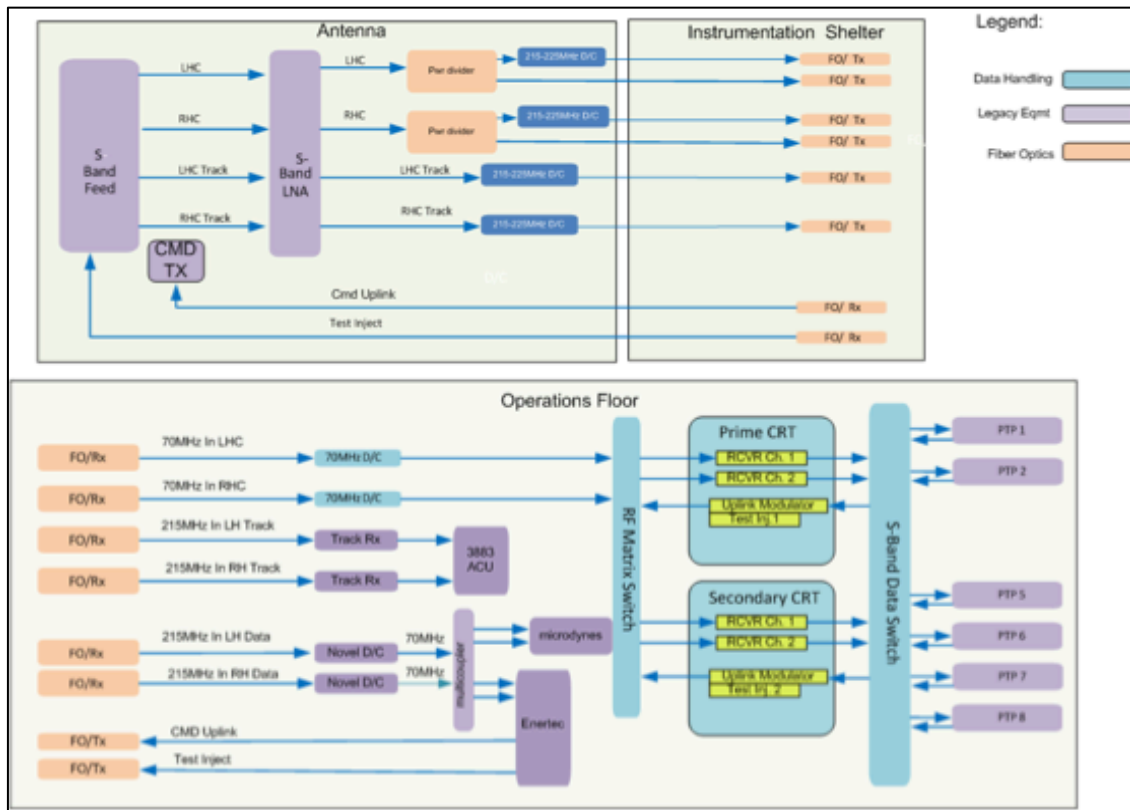 Antenna
Instrumentation Shelter
Legend:
Data Handling
Legacy Eqmt
Fiber Optics
S-
Band
Feed
LHC
RHC
LHC Track
RHC Track
S-
Band
LNA
LHC
RHC
LHC Track
RHC Track
Pwr divider
Pwr divider
215-225MHz D/C
215-225MHz D/C
215-225MHz D/C
215-225MHz D/C
FO/ Tx
FO/ Tx
FO/ Tx
FO/ Tx
FO/ Tx
FO/ Tx
CMD
TX
D/C
Cmd Uplink
Test Inject
FO/ Rx
FO/ Rx
Operations Floor
FO/Rx
70MHz In LHC
70MHz D/C
FO/Rx
70MHz In RHC
70MHz D/C
FO/Rx
215MHz In LH Track
Track Rx
FO/Rx
215MHz In RH Track
Track Rx
3883
ACU
FO/Rx
215MHz In LH Data
Novel D/C
70MHz
FO/Rx
215MHz In RH Data
Novel D/C
70MHz
multicoupler
microdynes
Enertec
FO/Tx
CMD Uplink
FO/Tx
Test Inject
RF Matrix Switch
Prime CRT
RCVR Ch. 1
RCVR Ch. 2
Uplink Modulator
Test Inj.1
Secondary CRT
RCVR Ch. 1
RCVR Ch. 2
Uplink Modulator
Test Inj. 2
S-Band Data Switch
PTP 1
PTP 2
PTP 5
PTP 6
PTP 7
PTP 8